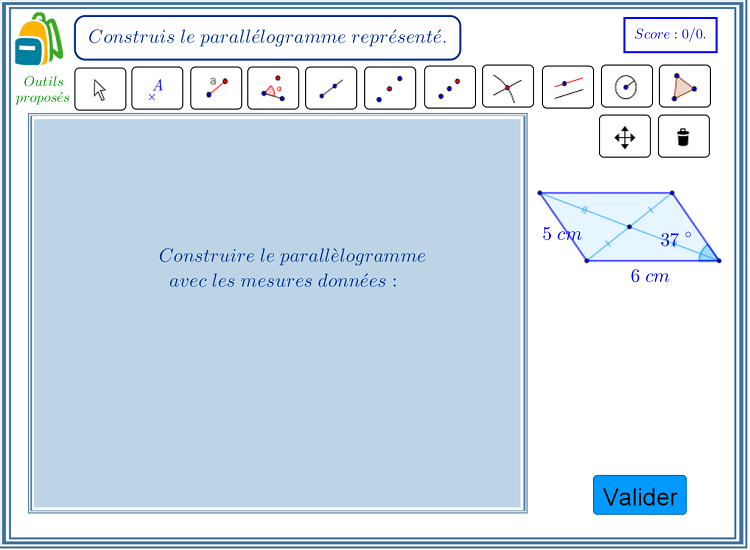 Construis le parallélogramme représenté.
Score : 0/0.
Outils
proposés
A
a
α
Construire le parallèlogramme
avec les mesures données :
5 cm
37 °
6 cm
Valider